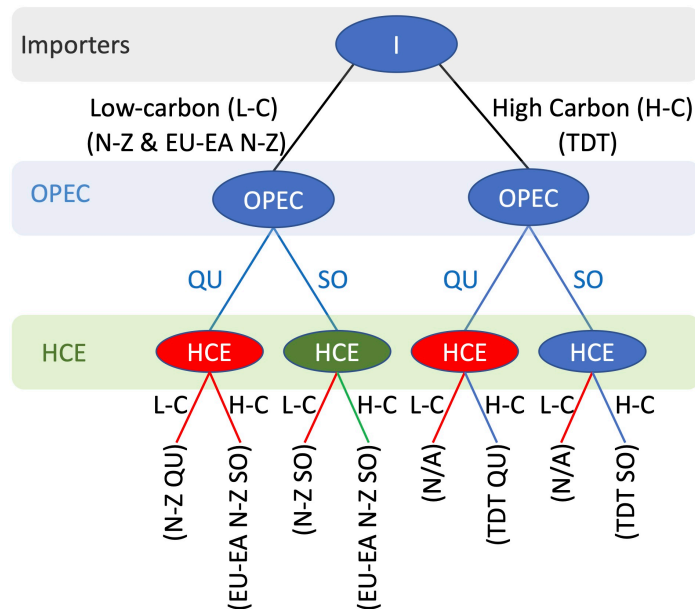 Importers
I
Low-carbon (L-C)
(N-Z & EU-EA N-Z)
High Carbon (H-C)
(TDT)
OPEC
OPEC
OPEC
QU
SO
QU
SO
HCE
HCE
HCE
HCE
HCE
L-C
H-C
L-C
H-C
L-C
H-C
L-C
H-C
(N-Z QU)
(EU-EA N-Z SO)
(N-Z SO)
(EU-EA N-Z SO)
(N/A)
(TDT QU)
(N/A)
(TDT SO)